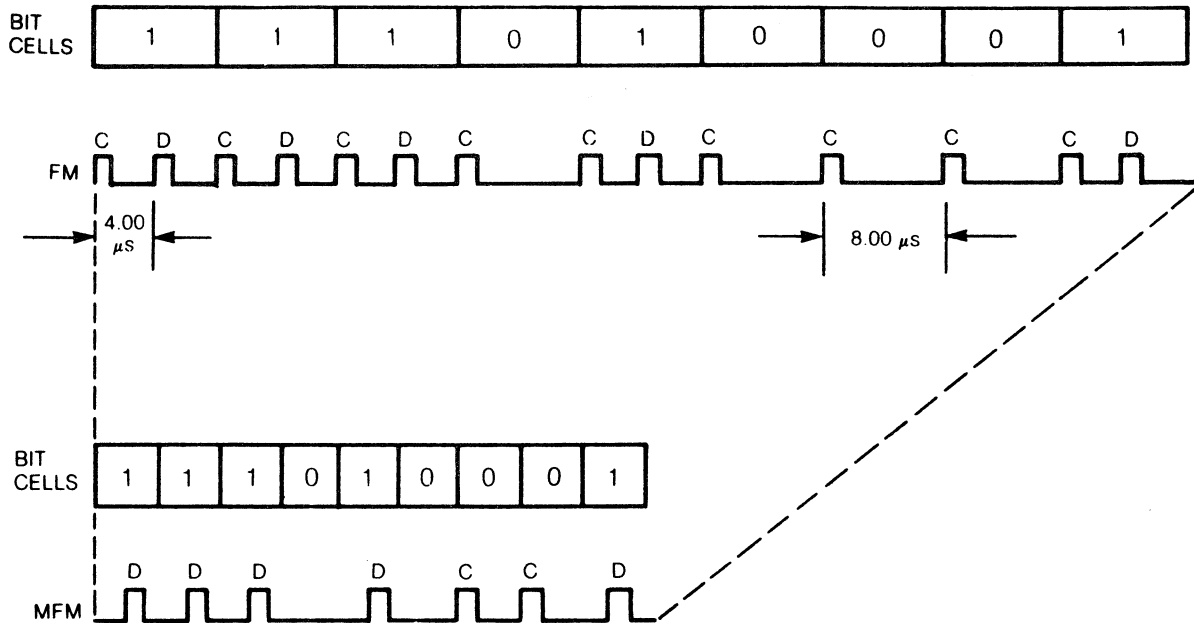 BIT CELLS
1 1 1 0 1 0 0 0 1
C D C D C D C C D C C C C D
FM
4.00 μS
8.00 μS
BIT CELLS
1 1 1 0 1 0 0 0 1
D D D D C C D
MFM